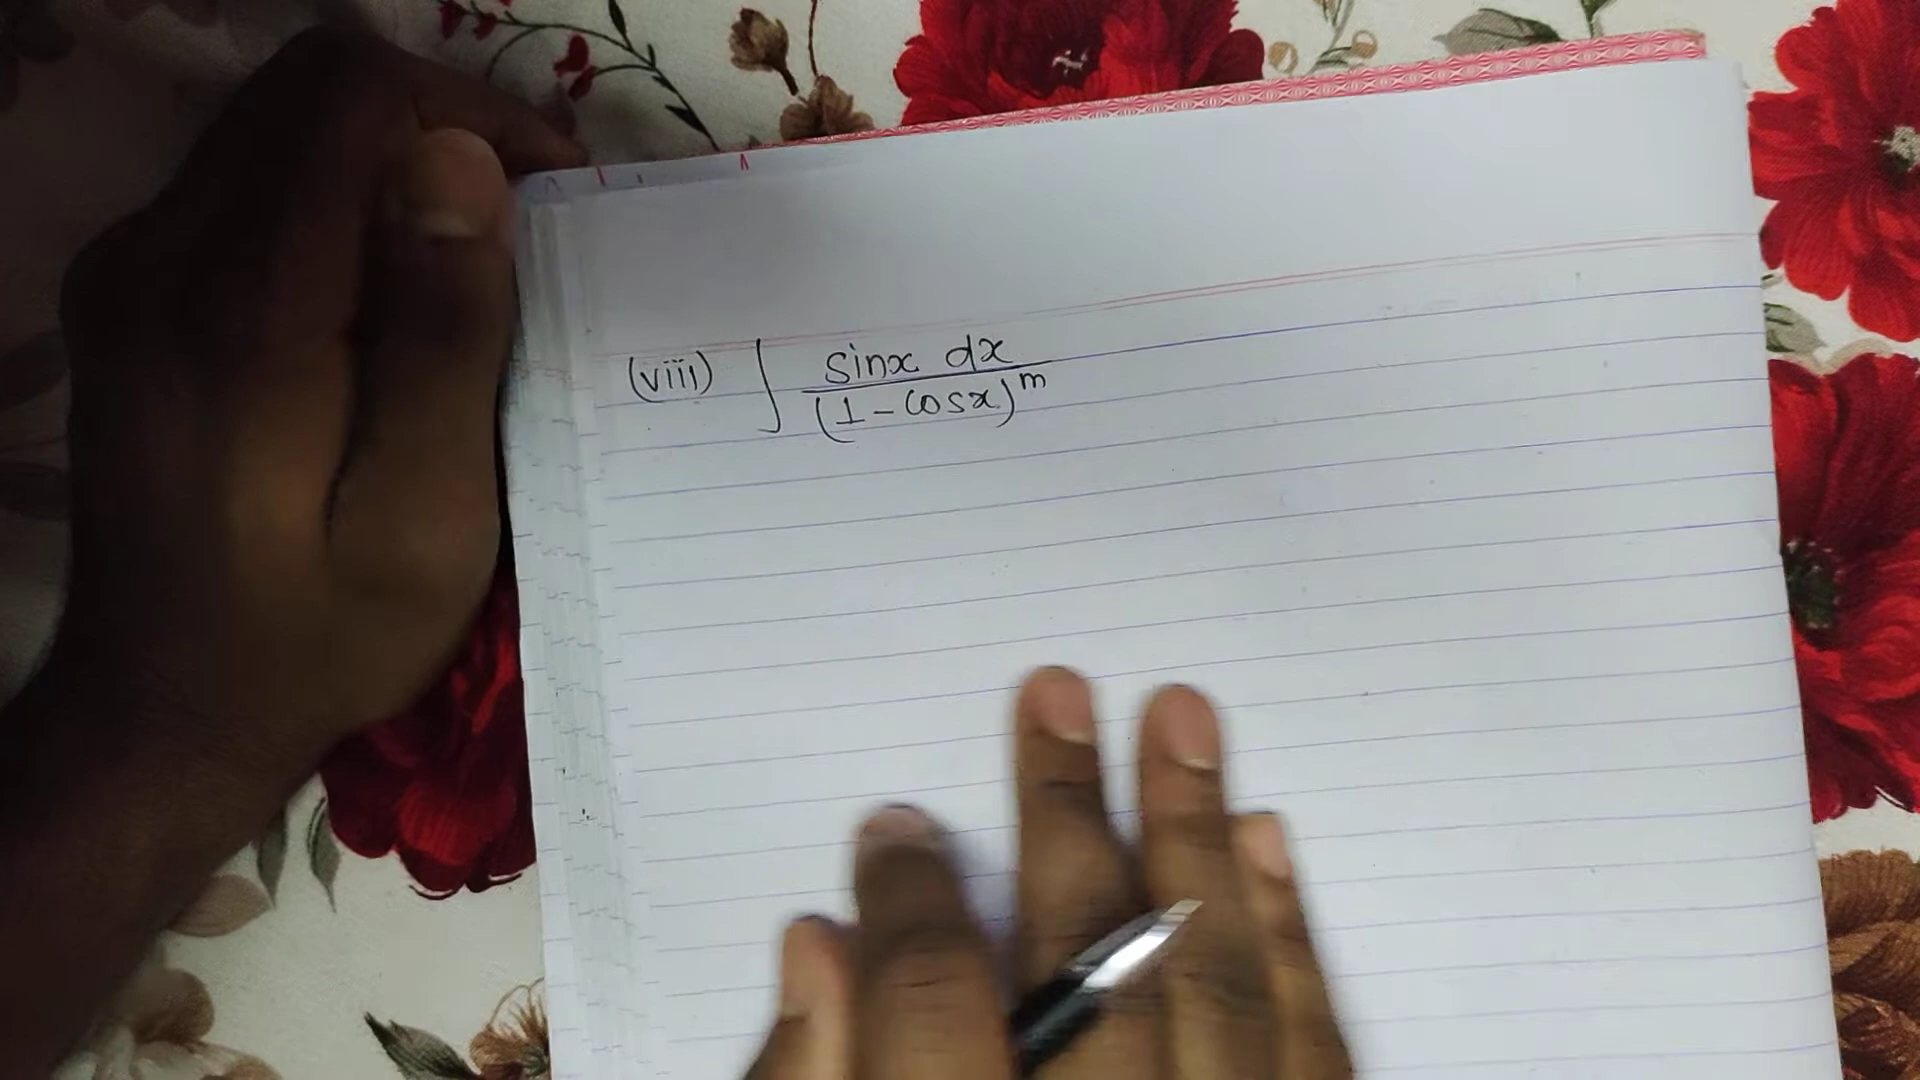 (viii) ∫ sinx dx / (1 - cosx)^m